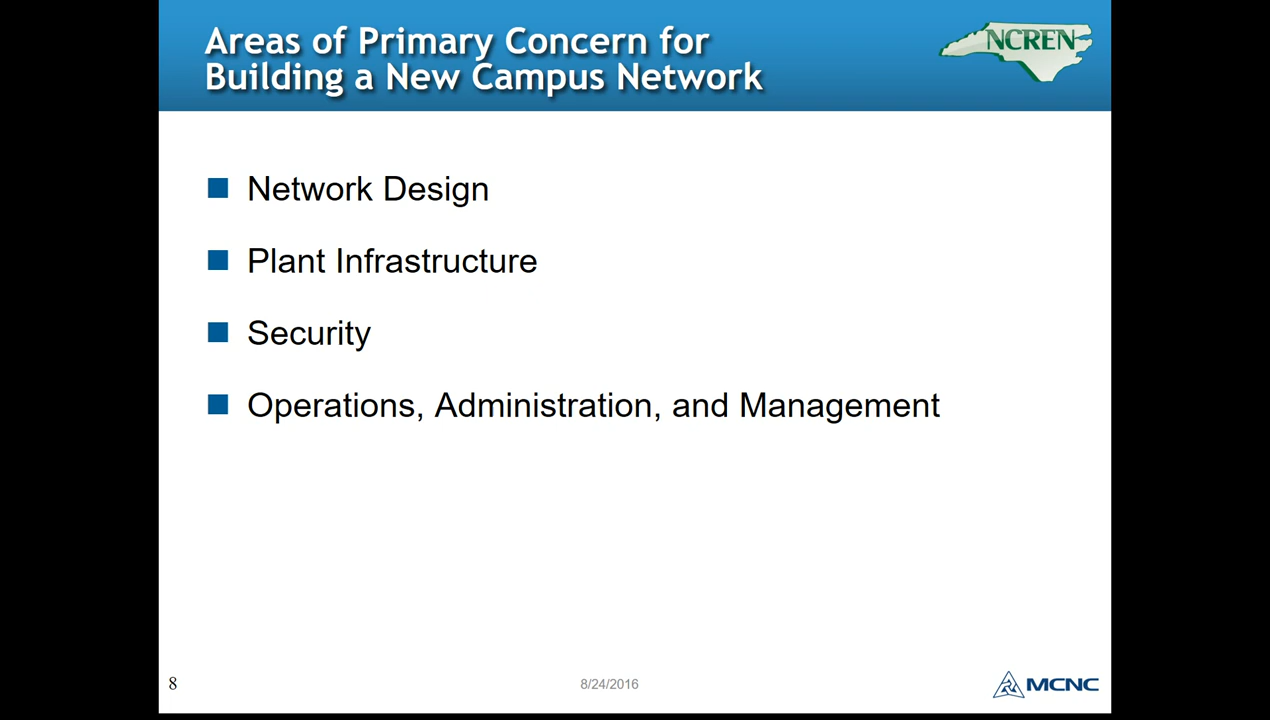 Areas of Primary Concern for
Building a New Campus Network
NCREN
Network Design
Plant Infrastructure
Security
Operations, Administration, and Management
8
8/24/2016
MCNC